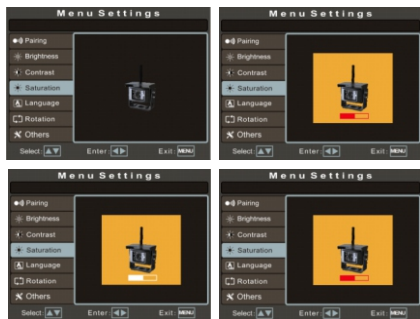 Menu Settings
Pairing
Brightness
Contrast
Saturation
Language
Rotation
Others
Select: Enter: Exit: MENU
Menu Settings
Pairing
Brightness
Contrast
Saturation
Language
Rotation
Others
Select: Enter: Exit: MENU
Menu Settings
Pairing
Brightness
Contrast
Saturation
Language
Rotation
Others
Select: Enter: Exit: MENU
Menu Settings
Pairing
Brightness
Contrast
Saturation
Language
Rotation
Others
Select: Enter: Exit: MENU